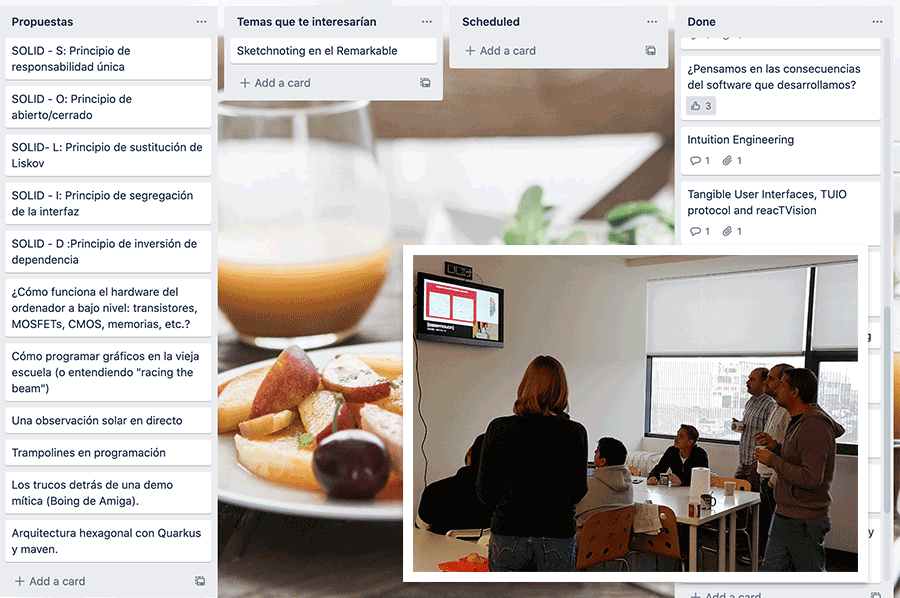 Propuestas
SOLID - S: Principio de
responsabilidad única
SOLID - O: Principio de
abierto/cerrado
SOLID- L: Principio de sustitución de
Liskov
SOLID - I: Principio de segregación
de la interfaz
SOLID - D :Principio de inversión de
dependencia
¿Cómo funciona el hardware del
ordenador a bajo nivel: transistores,
MOSFETs, CMOS, memorias, etc.?
Cómo programar gráficos en la vieja
escuela (o entendiendo "racing the
beam")
Una observación solar en directo
Trampolines en programación
Los trucos detrás de una demo
mítica (Boing de Amiga).
Arquitectura hexagonal con Quarkus
y maven.
+ Add a card
Temas que te interesarían
Sketchnoting en el Remarkable
+ Add a card
Scheduled
+ Add a card
Done
¿Pensamos en las consecuencias
del software que desarrollamos?
3
Intuition Engineering
1 1
Tangible User Interfaces, TUIO
protocol and reacTVision
1 1
+ Add a card